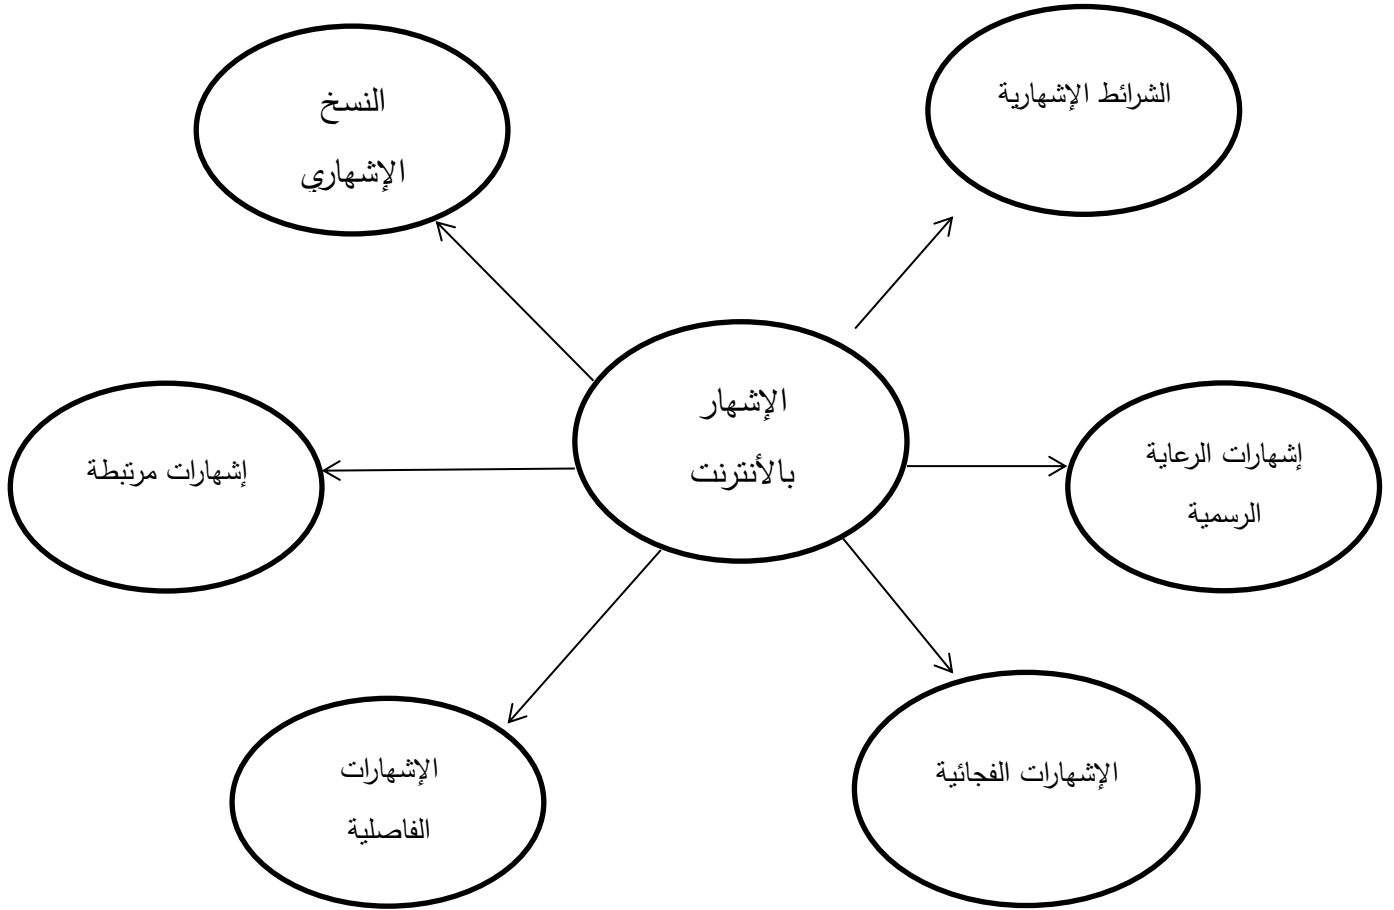 الشرائط الإشهارية
النسخ
الإشهاري
الإشهار
بالأنترنت
إشهارات الرعاية
الرسمية
إشهارات مرتبطة
الإشهارات الفجائية
الإشهارات
الفاصلية